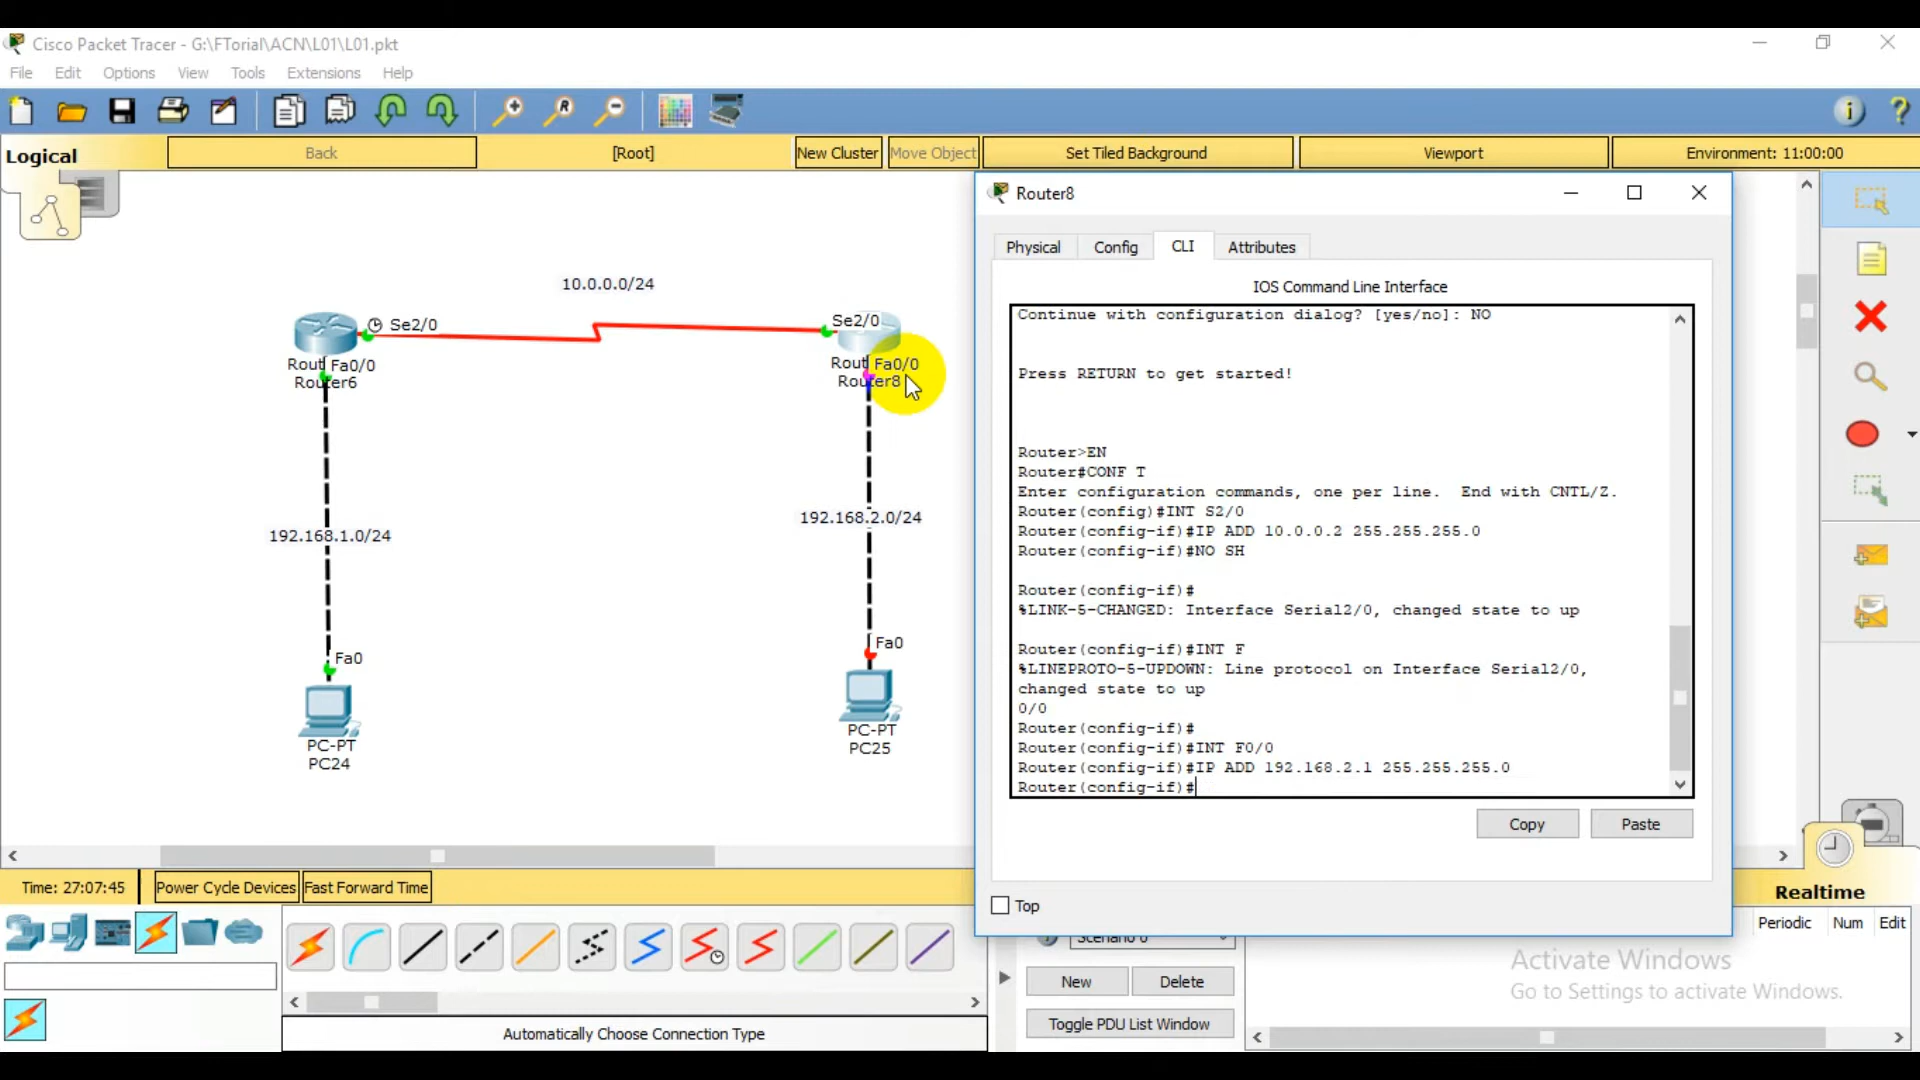 Cisco Packet Tracer - G:\FTorial\ACN\L01\L01.pkt
File Edit Options View Tools Extensions Help
Logical
Back
[Root]
New Cluster
Move Object
Set Tiled Background
Viewport
Environment: 11:00:00
10.0.0.0/24
Se2/0
Rout Fa0/0
Router6
Se2/0
Rout Fa0/0
Router8
192.168.1.0/24
192.168.2.0/24
Fa0
PC-PT
PC24
Fa0
PC-PT
PC25
Router8
Physical
Config
CLI
Attributes
IOS Command Line Interface
Continue with configuration dialog? [yes/no]: NO
Press RETURN to get started!
Router>EN
Router#CONF T
Enter configuration commands, one per line.  End with CNTL/Z.
Router(config)#INT S2/0
Router(config-if)#IP ADD 10.0.0.2 255.255.255.0
Router(config-if)#NO SH
Router(config-if)#
%LINK-5-CHANGED: Interface Serial2/0, changed state to up
Router(config-if)#INT F
%LINEPROTO-5-UPDOWN: Line protocol on Interface Serial2/0,
changed state to up
0/0
Router(config-if)#
Router(config-if)#INT F0/0
Router(config-if)#IP ADD 192.168.2.1 255.255.255.0
Router(config-if)#
Copy
Paste
Top
Time: 27:07:45
Power Cycle Devices
Fast Forward Time
Realtime
Automatically Choose Connection Type
Scenario 0
New
Delete
Toggle PDU List Window
Periodic Num Edit
Activate Windows
Go to Settings to activate Windows.